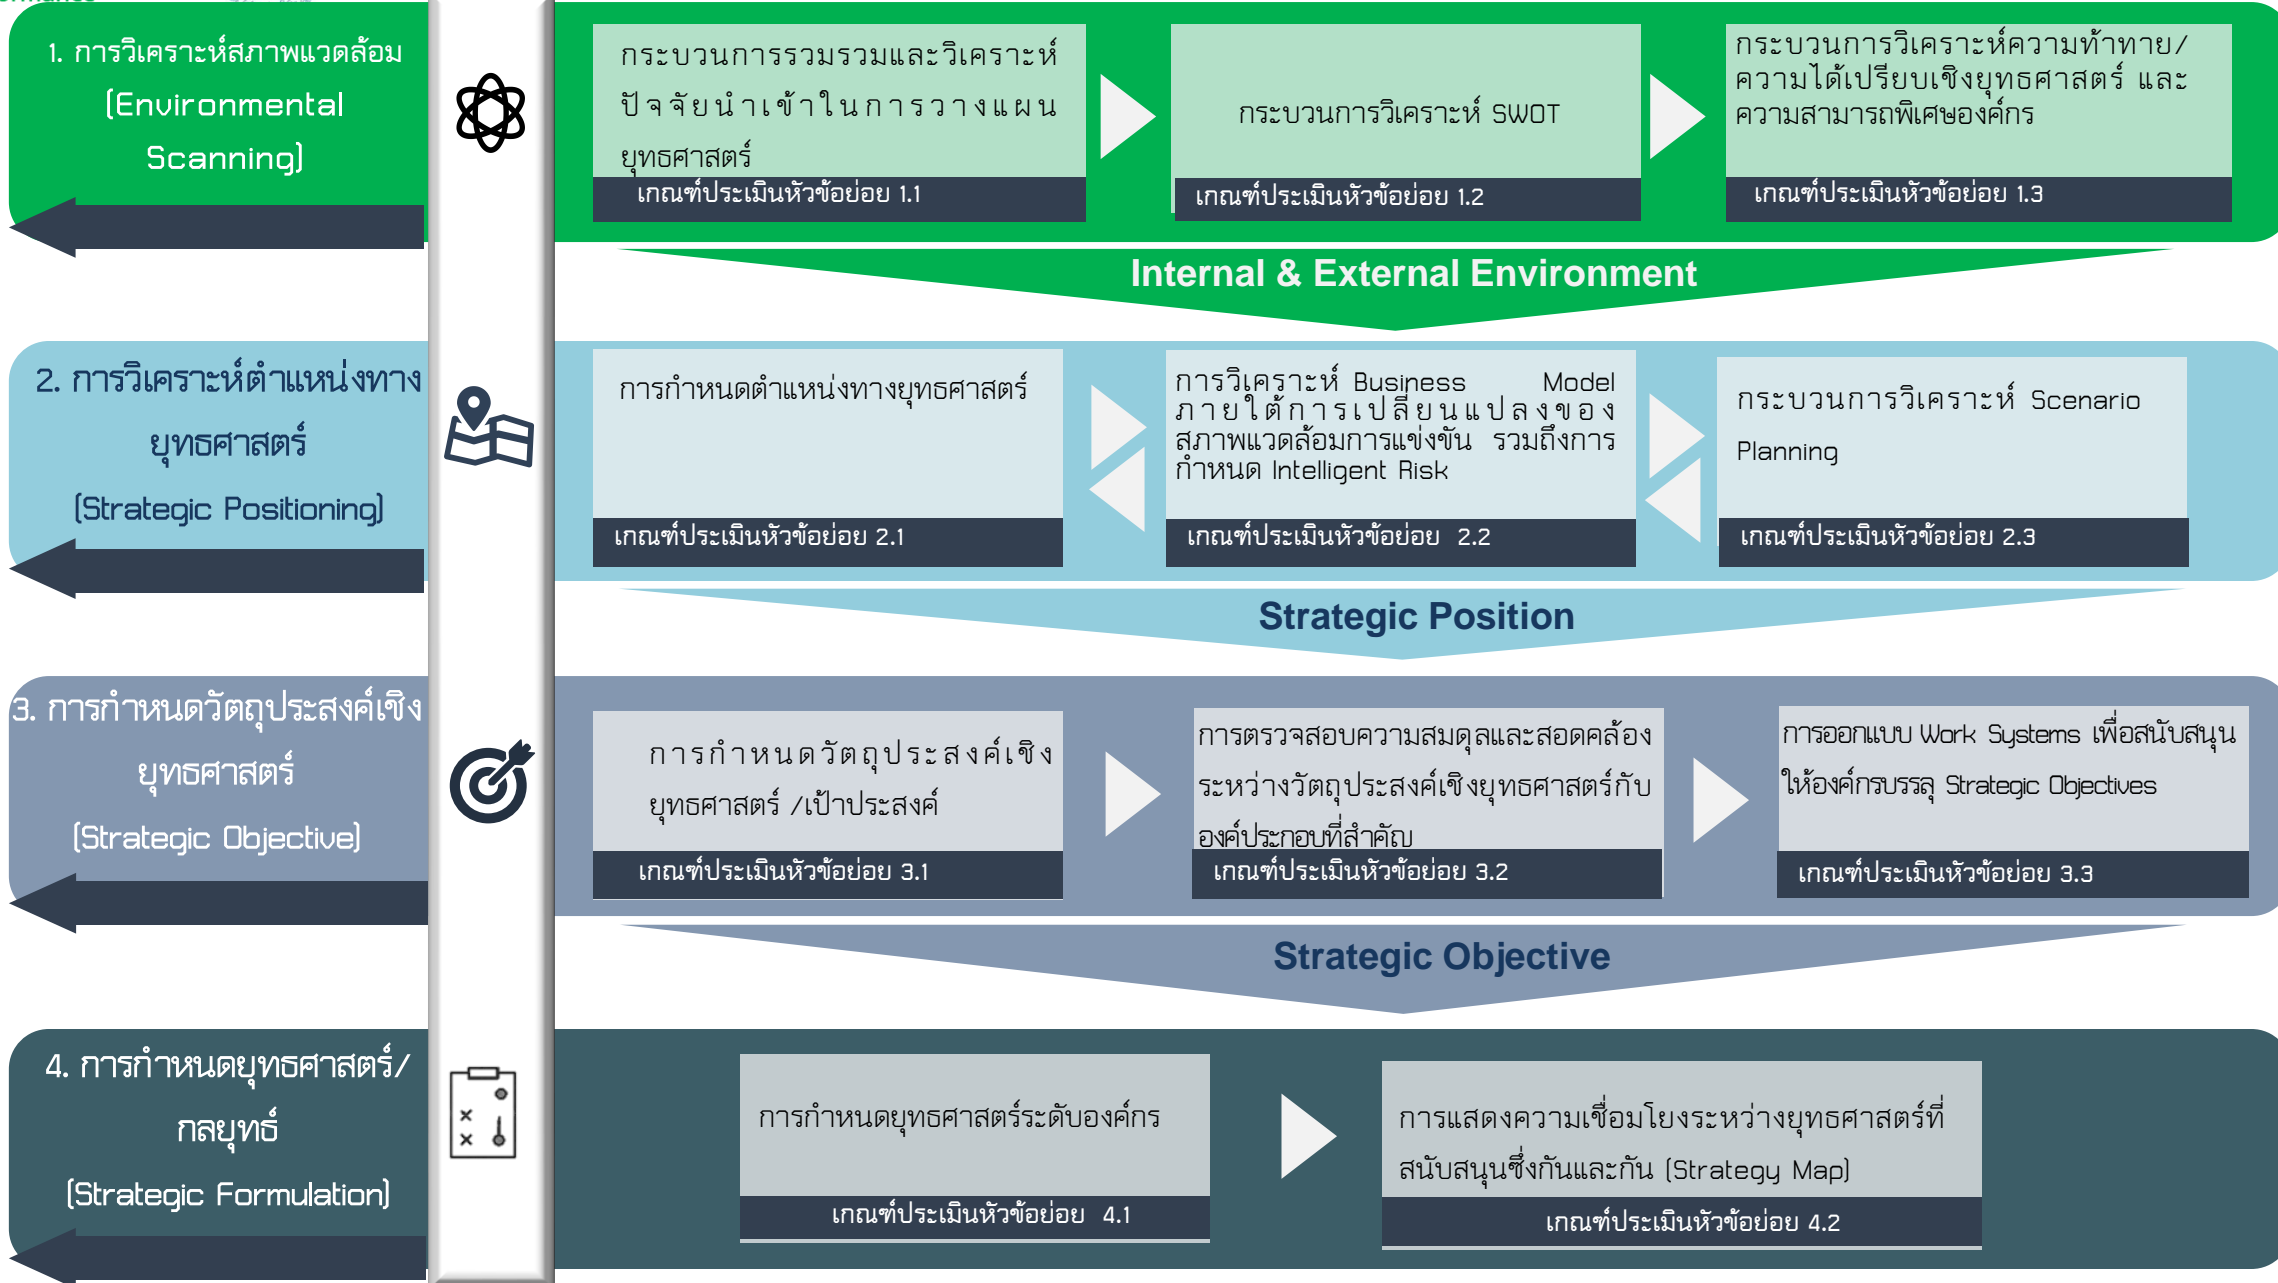 1. การวิเคราะห์สภาพแวดล้อม
(Environmental
Scanning)
กระบวนการรวมรวมและวิเคราะห์
ปัจจัยนำเข้าในการวางแผน
ยุทธศาสตร์
เกณฑ์ประเมินหัวข้อย่อย 1.1
กระบวนการวิเคราะห์ SWOT
เกณฑ์ประเมินหัวข้อย่อย 1.2
กระบวนการวิเคราะห์ความท้าทาย/
ความได้เปรียบเชิงยุทธศาสตร์ และ
ความสามารถพิเศษองค์กร
เกณฑ์ประเมินหัวข้อย่อย 1.3
Internal & External Environment
2. การวิเคราะห์ตำแหน่งทาง
ยุทธศาสตร์
(Strategic Positioning)
การกำหนดตำแหน่งทางยุทธศาสตร์
เกณฑ์ประเมินหัวข้อย่อย 2.1
การวิเคราะห์ Business Model
ภายใต้การเปลี่ยนแปลงของ
สภาพแวดล้อมการแข่งขัน รวมถึงการ
กำหนด Intelligent Risk
เกณฑ์ประเมินหัวข้อย่อย 2.2
กระบวนการวิเคราะห์ Scenario
Planning
เกณฑ์ประเมินหัวข้อย่อย 2.3
Strategic Position
3. การกำหนดวัตถุประสงค์เชิง
ยุทธศาสตร์
(Strategic Objective)
การกำหนดวัตถุประสงค์เชิง
ยุทธศาสตร์ /เป้าประสงค์
เกณฑ์ประเมินหัวข้อย่อย 3.1
การตรวจสอบความสมดุลและสอดคล้อง
ระหว่างวัตถุประสงค์เชิงยุทธศาสตร์กับ
องค์ประกอบที่สำคัญ
เกณฑ์ประเมินหัวข้อย่อย 3.2
การออกแบบ Work Systems เพื่อสนับสนุน
ให้องค์กรบรรลุ Strategic Objectives
เกณฑ์ประเมินหัวข้อย่อย 3.3
Strategic Objective
4. การกำหนดยุทธศาสตร์/
กลยุทธ์
(Strategic Formulation)
การกำหนดยุทธศาสตร์ระดับองค์กร
เกณฑ์ประเมินหัวข้อย่อย 4.1
การแสดงความเชื่อมโยงระหว่างยุทธศาสตร์ที่
สนับสนุนซึ่งกันและกัน (Strategy Map)
เกณฑ์ประเมินหัวข้อย่อย 4.2